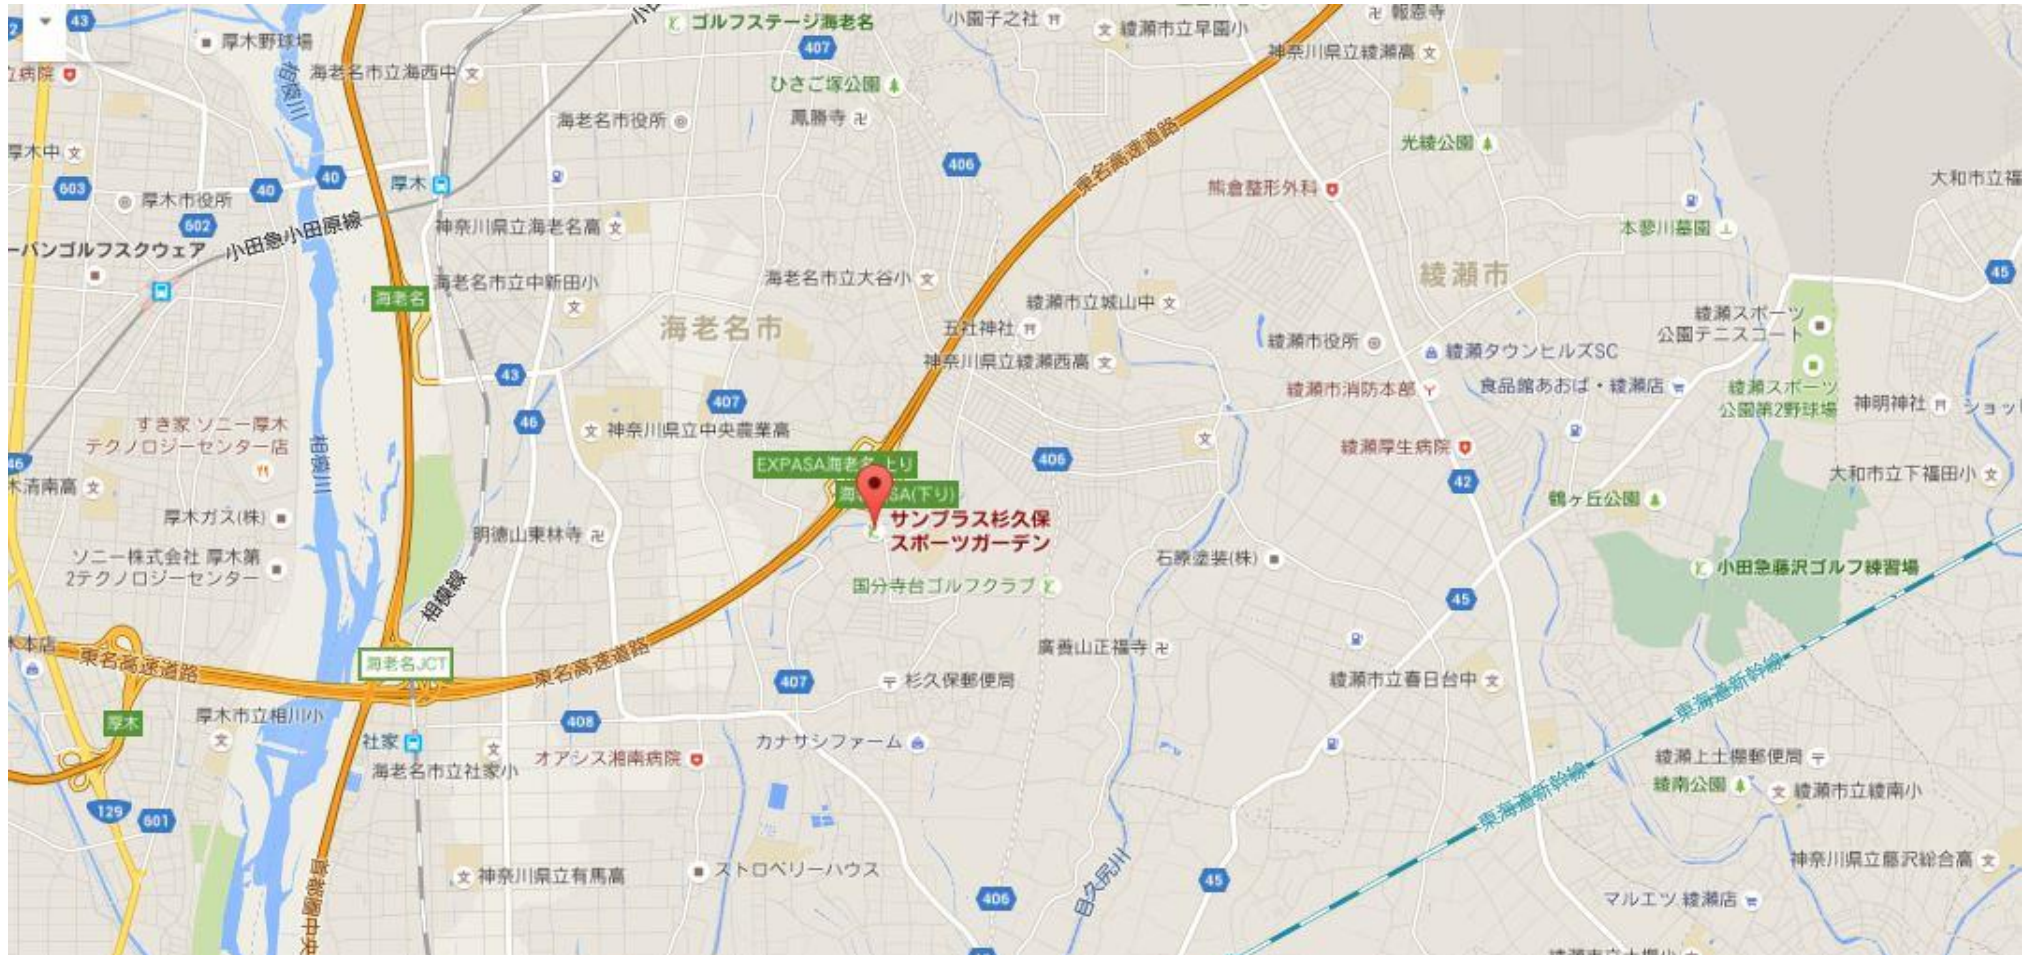 43
厚木野球場
立病院
海老名市立海西中
ゴルフステージ海老名
407
小園子之社
綾瀬市立早園小
報恩寺
神奈川県立綾瀬高
ひさご塚公園
海老名市役所
鳳勝寺
相模川
厚木中
603
40
40
厚木
厚木市役所
602
小田急小田原線
ーバンゴルフスクウェア
神奈川県立海老名高
406
東名高速道路
光綾公園
熊倉整形外科
本蓼川墓園
大和市立福
海老名
海老名市立中新田小
海老名市立大谷小
海老名市
綾瀬市立城山中
五社神社
神奈川県立綾瀬西高
綾瀬市
45
綾瀬スポーツ
公園テニスコート
綾瀬市役所
綾瀬タウンヒルズSC
綾瀬市消防本部
食品館あおば・綾瀬店
綾瀬スポーツ
公園第2野球場
神明神社
ショッ
43
46
407
神奈川県立中央農業高
すき家 ソニー厚木
テクノロジーセンター店
相模川
46
木清南高
EXPASA海老名(上り
406
綾瀬厚生病院
42
大和市立下福田小
鶴ヶ丘公園
サンプラス杉久保
スポーツガーデン
厚木ガス(株)
明徳山東林寺
ソニー株式会社 厚木第
2テクノロジーセンター
相模線
国分寺台ゴルフクラブ
石原塗装(株)
小田急藤沢ゴルフ練習場
45
木本店
東名高速道路
海老名JCT
東名高速道路
廣善山正福寺
407
杉久保郵便局
綾瀬市立春日台中
東海道新幹線
厚木
厚木市立相川小
408
社家
海老名市立社家小
オアシス湘南病院
カナサシファーム
綾瀬上土棚郵便局
綾南公園
綾瀬市立綾南小
東海道新幹線
129
601
神奈川県立有馬高
ストロベリーハウス
首都圏中央
406
目久尻川
45
神奈川県立藤沢総合高
マルエツ 綾瀬店